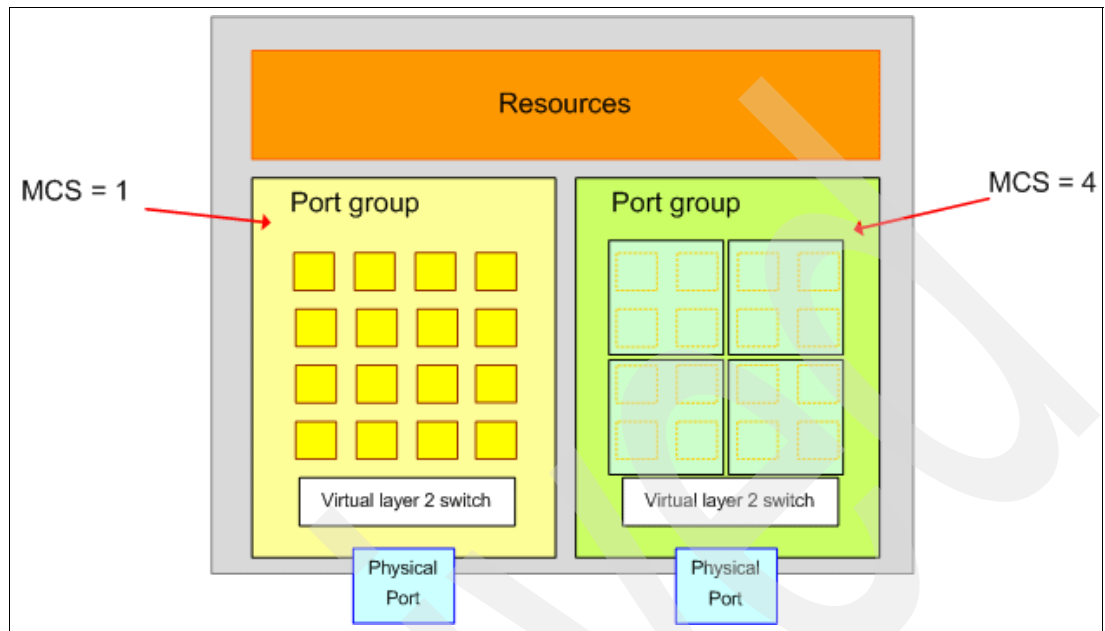 Resources
MCS = 1
MCS = 4
Port group
Port group
Virtual layer 2 switch
Virtual layer 2 switch
Physical
Port
Physical
Port